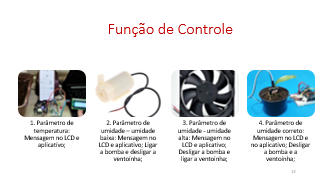 Função de Controle
1. Parâmetro de
temperatura:
Mensagem no LCD e
aplicativo;
2. Parâmetro de
umidade – umidade
baixa: Mensagem no
LCD e aplicativo; Ligar
a bomba e desligar a
ventoinha;
3. Parâmetro de
umidade - umidade
alta: Mensagem no
LCD e aplicativo;
Desligar a bomba e
ligar a ventoinha;
4. Parâmetro de
umidade correto:
Mensagem no LCD e
no aplicativo; Desligar
a bomba e a
ventoinha;